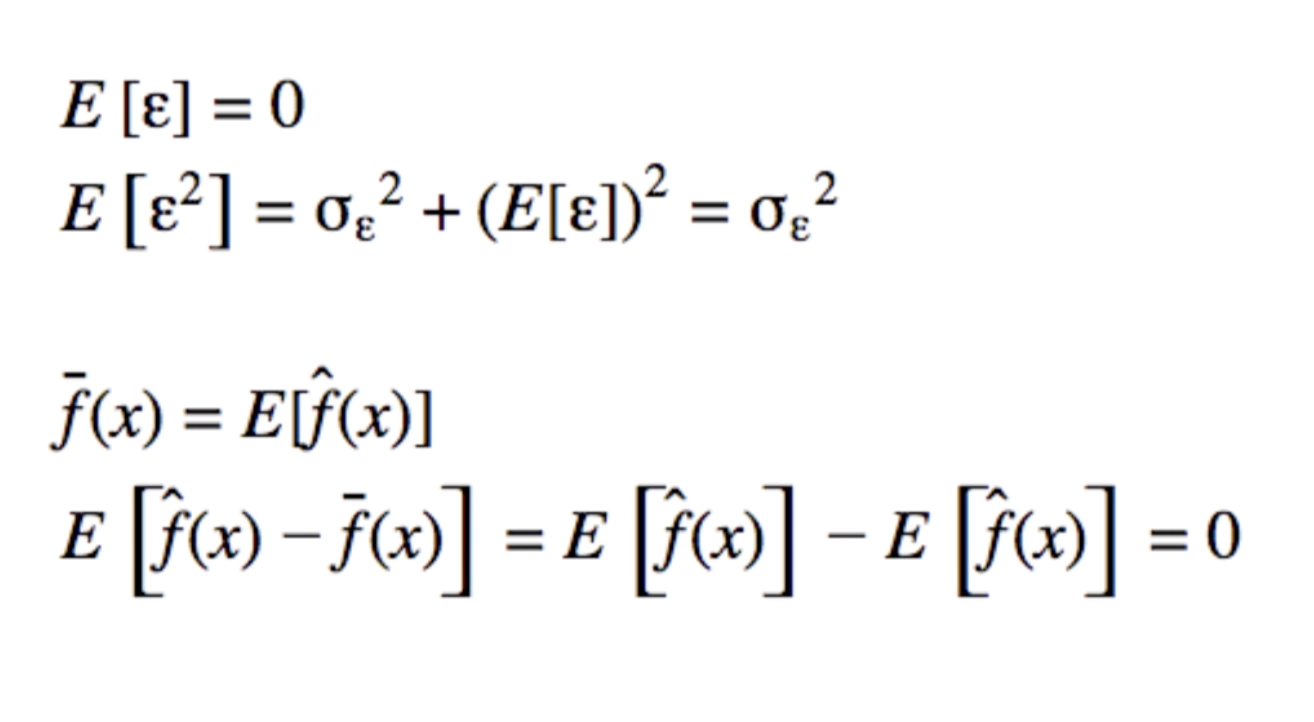 E [ε] = 0
E [ε²] = σ_ε² + (E[ε])² = σ_ε²
f̄(x) = E[f̂(x)]
E [f̂(x) − f̄(x)] = E [f̂(x)] − E [f̂(x)] = 0